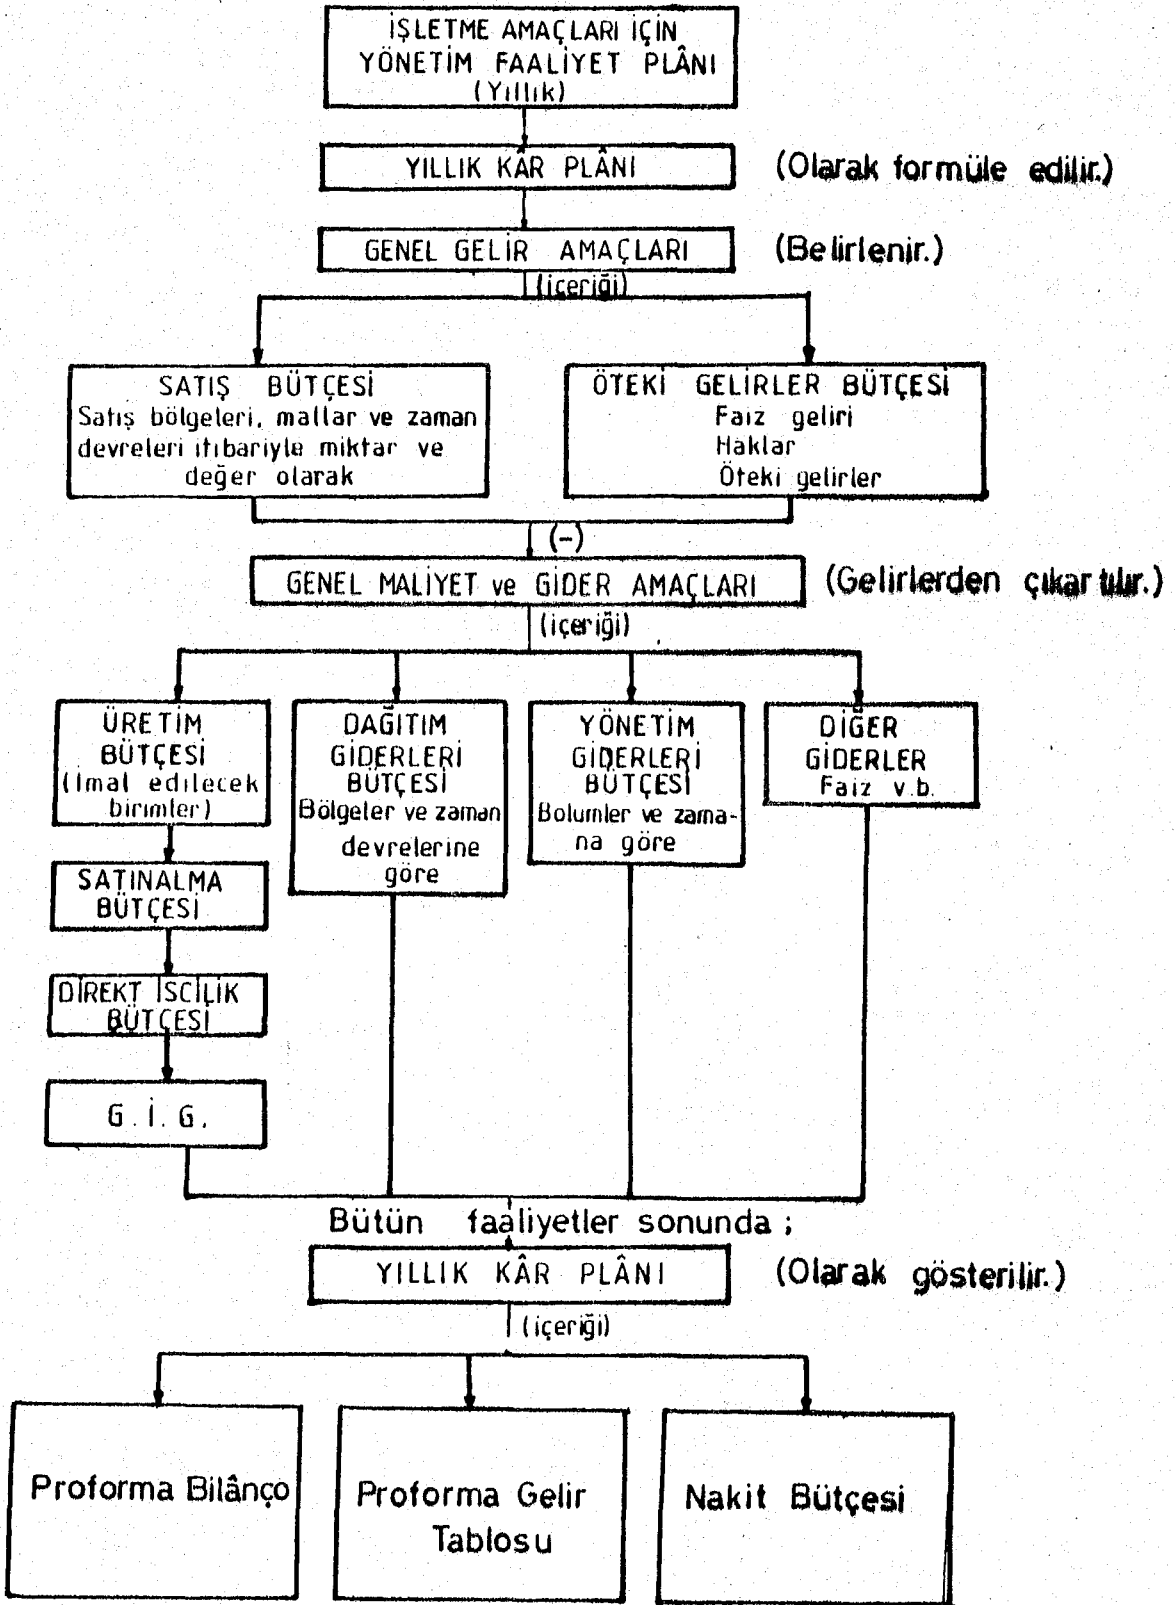 İŞLETME AMAÇLARI İÇİN
YÖNETİM FAALİYET PLÂNI
(Yıllık)
YILLIK KÂR PLÂNI
(Olarak formüle edilir.)
GENEL GELİR AMAÇLARI
(Belirlenir.)
(içeriği)
SATIŞ BÜTÇESİ
Satış bölgeleri, mallar ve zaman
devreleri itibariyle miktar ve
değer olarak
ÖTEKİ GELİRLER BÜTÇESİ
Faiz geliri
Haklar
Öteki gelirler
(-)
GENEL MALİYET ve GİDER AMAÇLARI
(Gelirlerden çıkartılır.)
(içeriği)
ÜRETİM
BÜTÇESİ
(İmal edilecek
birimler)
DAĞITIM
GİDERLERİ
BÜTÇESİ
Bölgeler ve zaman
devrelerine
göre
YÖNETİM
GİDERLERİ
BÜTÇESİ
Bolumler ve zama-
na göre
DİĞER
GİDERLER
Faiz v.b.
SATINALMA
BÜTÇESİ
DİREKT İSCİLİK
BÜTÇESİ
G.İ.G.
Bütün faaliyetler sonunda ;
YILLIK KÂR PLÂNI
(Olarak gösterilir.)
(içeriği)
Proforma Bilânço
Proforma Gelir
Tablosu
Nakit Bütçesi